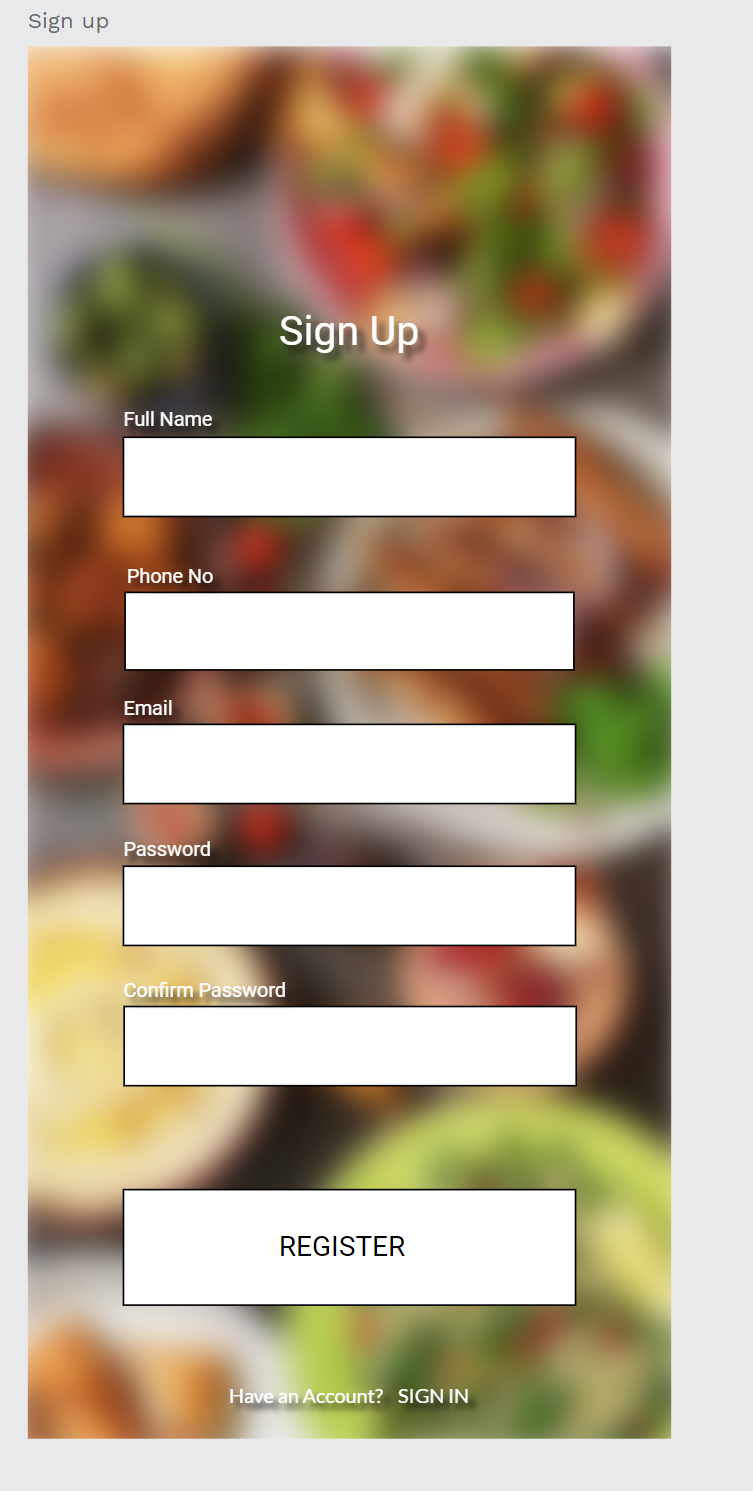 Sign up
Sign Up
Full Name
Phone No
Email
Password
Confirm Password
REGISTER
Have an Account? SIGN IN